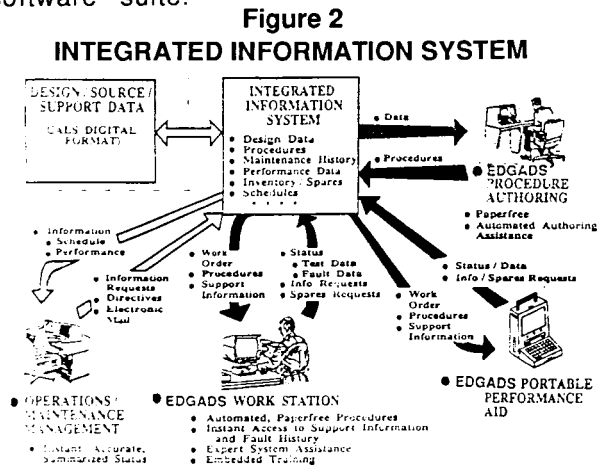 software suite.
Figure 2
INTEGRATED INFORMATION SYSTEM
DESIGN / SOURCE /
SUPPORT DATA
CALS DIGITAL
FORMAT)
INTEGRATED
INFORMATION
SYSTEM
• Design Data
• Procedures
• Maintenance History
• Performance Data
• Inventory / Spares
• Schedules
• • • •
• Data
• Procedures
• EDGADS
PROCEDURE
AUTHORING
• Paperfree
• Automated Authoring
Assistance
• Information
• Schedule
• Performance
• Information
Requests
• Directives
• Electronic
Mail
• Work
Order
• Procedures
• Support
Information
• Status
• Test Data
• Fault Data
• Info Requests
• Spares Requests
• Work
Order
• Procedures
• Support
Information
• Status / Data
• Info / Spares Requests
• OPERATIONS /
MAINTENANCE
MANAGEMENT
• Instant Accurate,
Summarized Status
• EDGADS WORK STATION
• Automated, Paperfree Procedures
• Instant Access to Support Information
and Fault History
• Expert System Assistance
• Embedded Training
• EDGADS PORTABLE
PERFORMANCE
AID